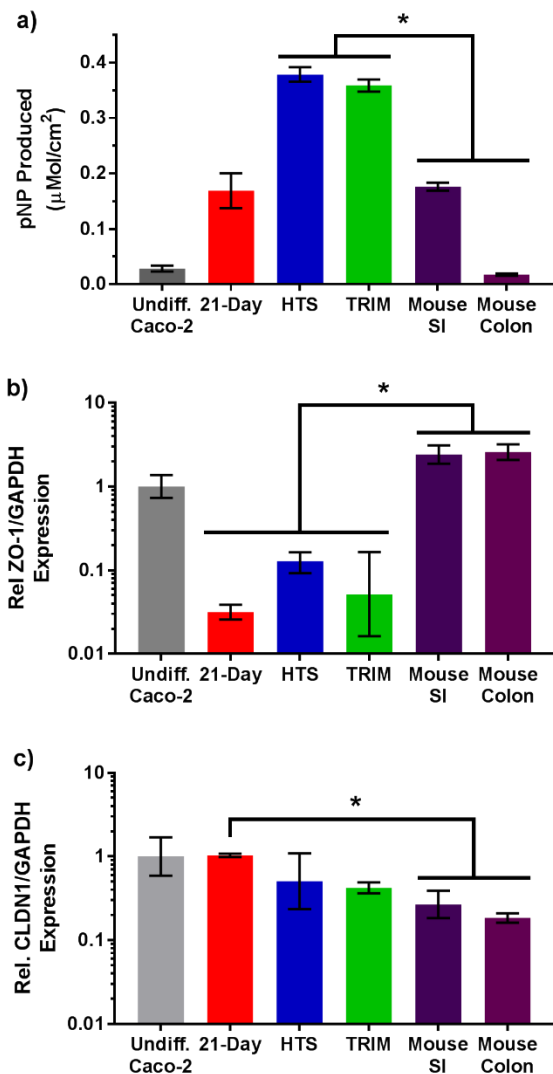 a)
*
pNP Produced
(μMol/cm²)
0.4
0.3
0.2
0.1
0.0
Undiff. 21-Day HTS TRIM Mouse Mouse
Caco-2 SI Colon
b)
*
Rel ZO-1/GAPDH
Expression
10
1
0.1
0.01
Undiff. 21-Day HTS TRIM Mouse Mouse
Caco-2 SI Colon
c)
*
Rel. CLDN1/GAPDH
Expression
10
1
0.1
0.01
Undiff. 21-Day HTS TRIM Mouse Mouse
Caco-2 SI Colon